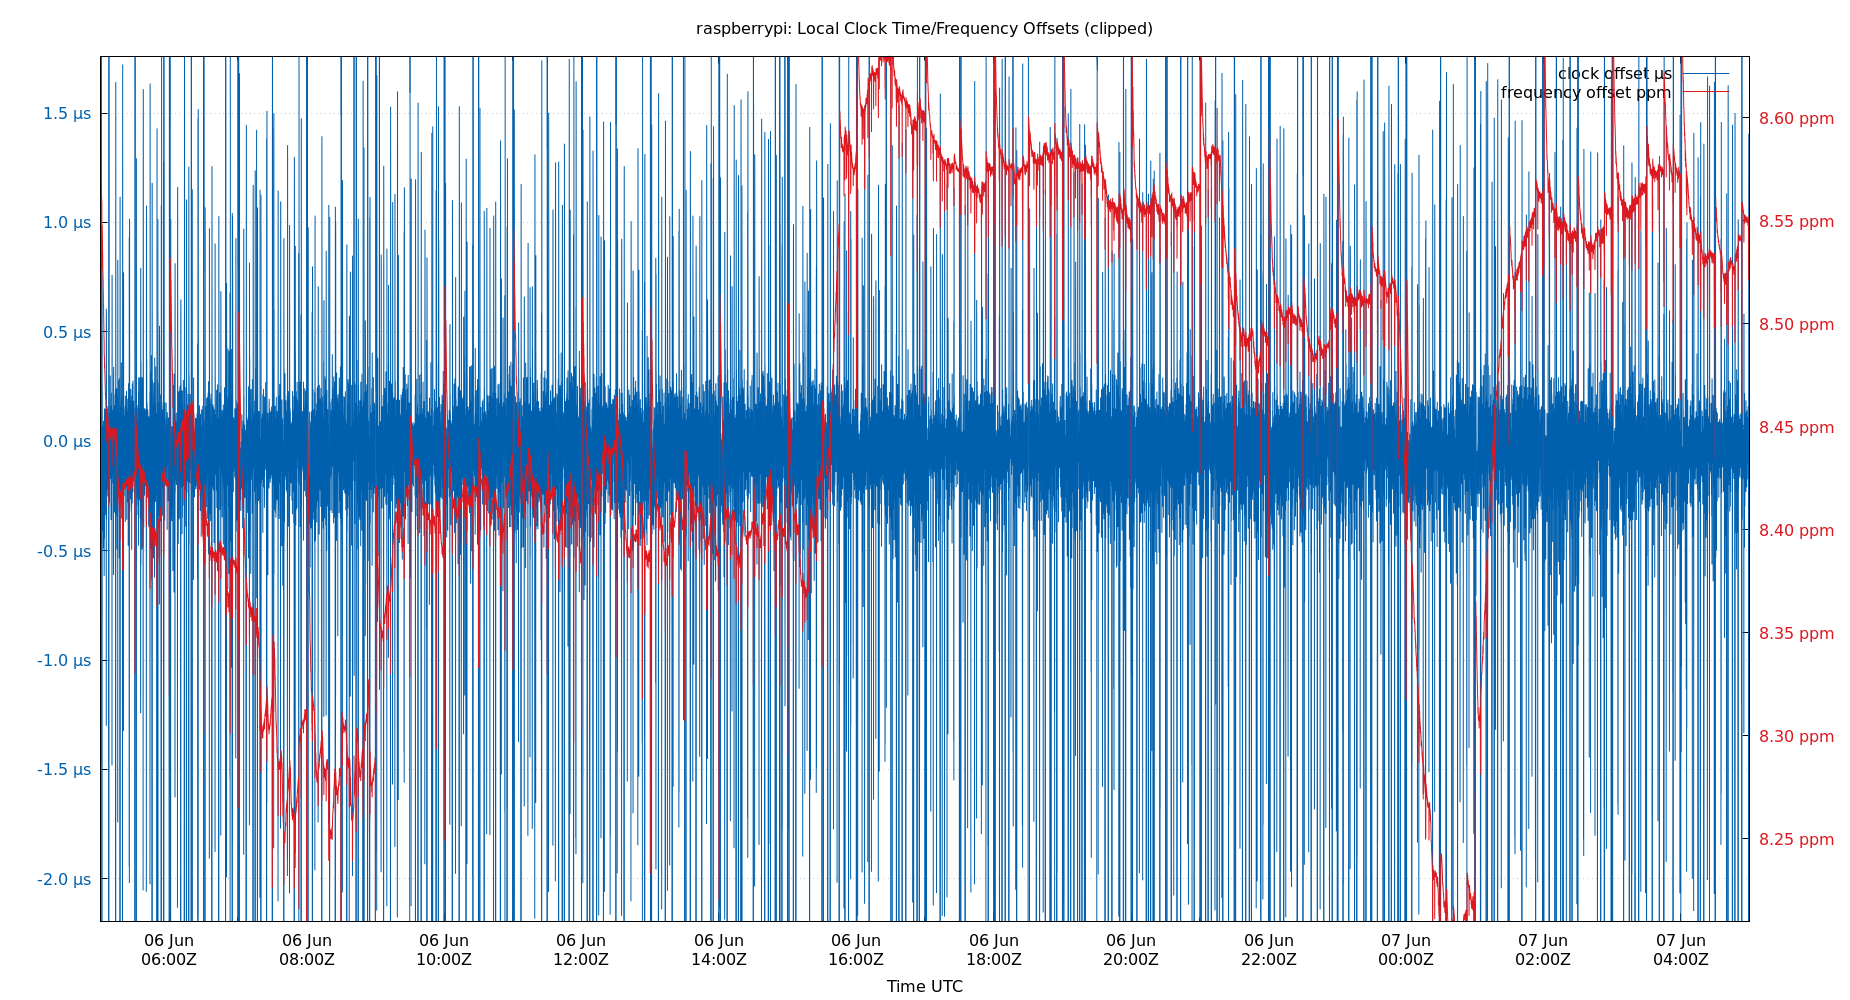 raspberrypi: Local Clock Time/Frequency Offsets (clipped)
clock offset µs
frequency offset ppm
1.5 µs
1.0 µs
0.5 µs
0.0 µs
-0.5 µs
-1.0 µs
-1.5 µs
-2.0 µs
8.60 ppm
8.55 ppm
8.50 ppm
8.45 ppm
8.40 ppm
8.35 ppm
8.30 ppm
8.25 ppm
06 Jun 06 Jun 06 Jun 06 Jun 06 Jun 06 Jun 06 Jun 06 Jun 06 Jun 07 Jun 07 Jun 07 Jun
06:00Z 08:00Z 10:00Z 12:00Z 14:00Z 16:00Z 18:00Z 20:00Z 22:00Z 00:00Z 02:00Z 04:00Z
Time UTC